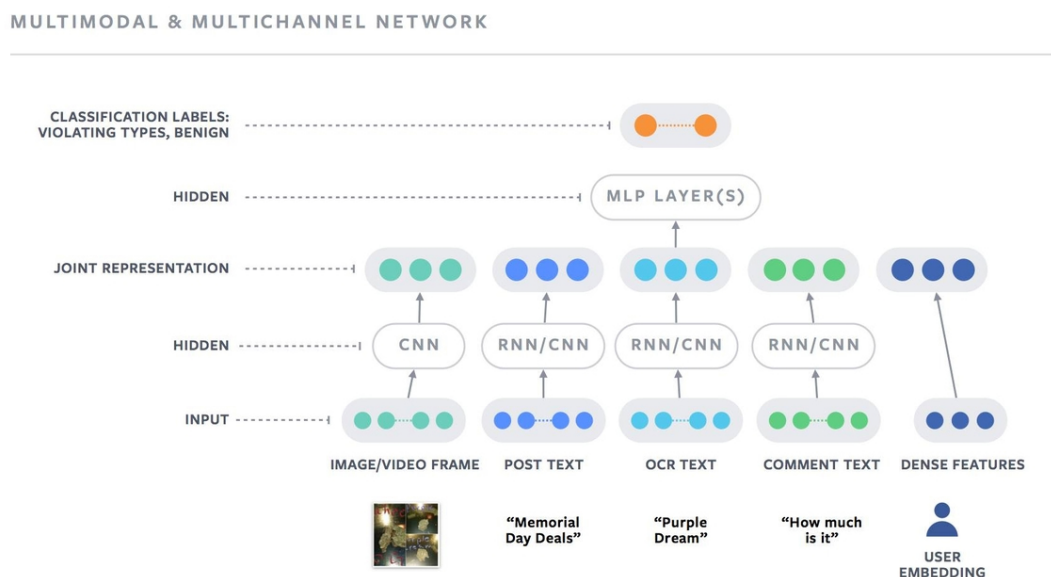 MULTIMODAL & MULTICHANNEL NETWORK
CLASSIFICATION LABELS:
VIOLATING TYPES, BENIGN
HIDDEN
MLP LAYER(S)
JOINT REPRESENTATION
HIDDEN
CNN
RNN/CNN
RNN/CNN
RNN/CNN
INPUT
IMAGE/VIDEO FRAME
POST TEXT
OCR TEXT
COMMENT TEXT
DENSE FEATURES
“Memorial
Day Deals”
“Purple
Dream”
“How much
is it”
USER
EMBEDDING